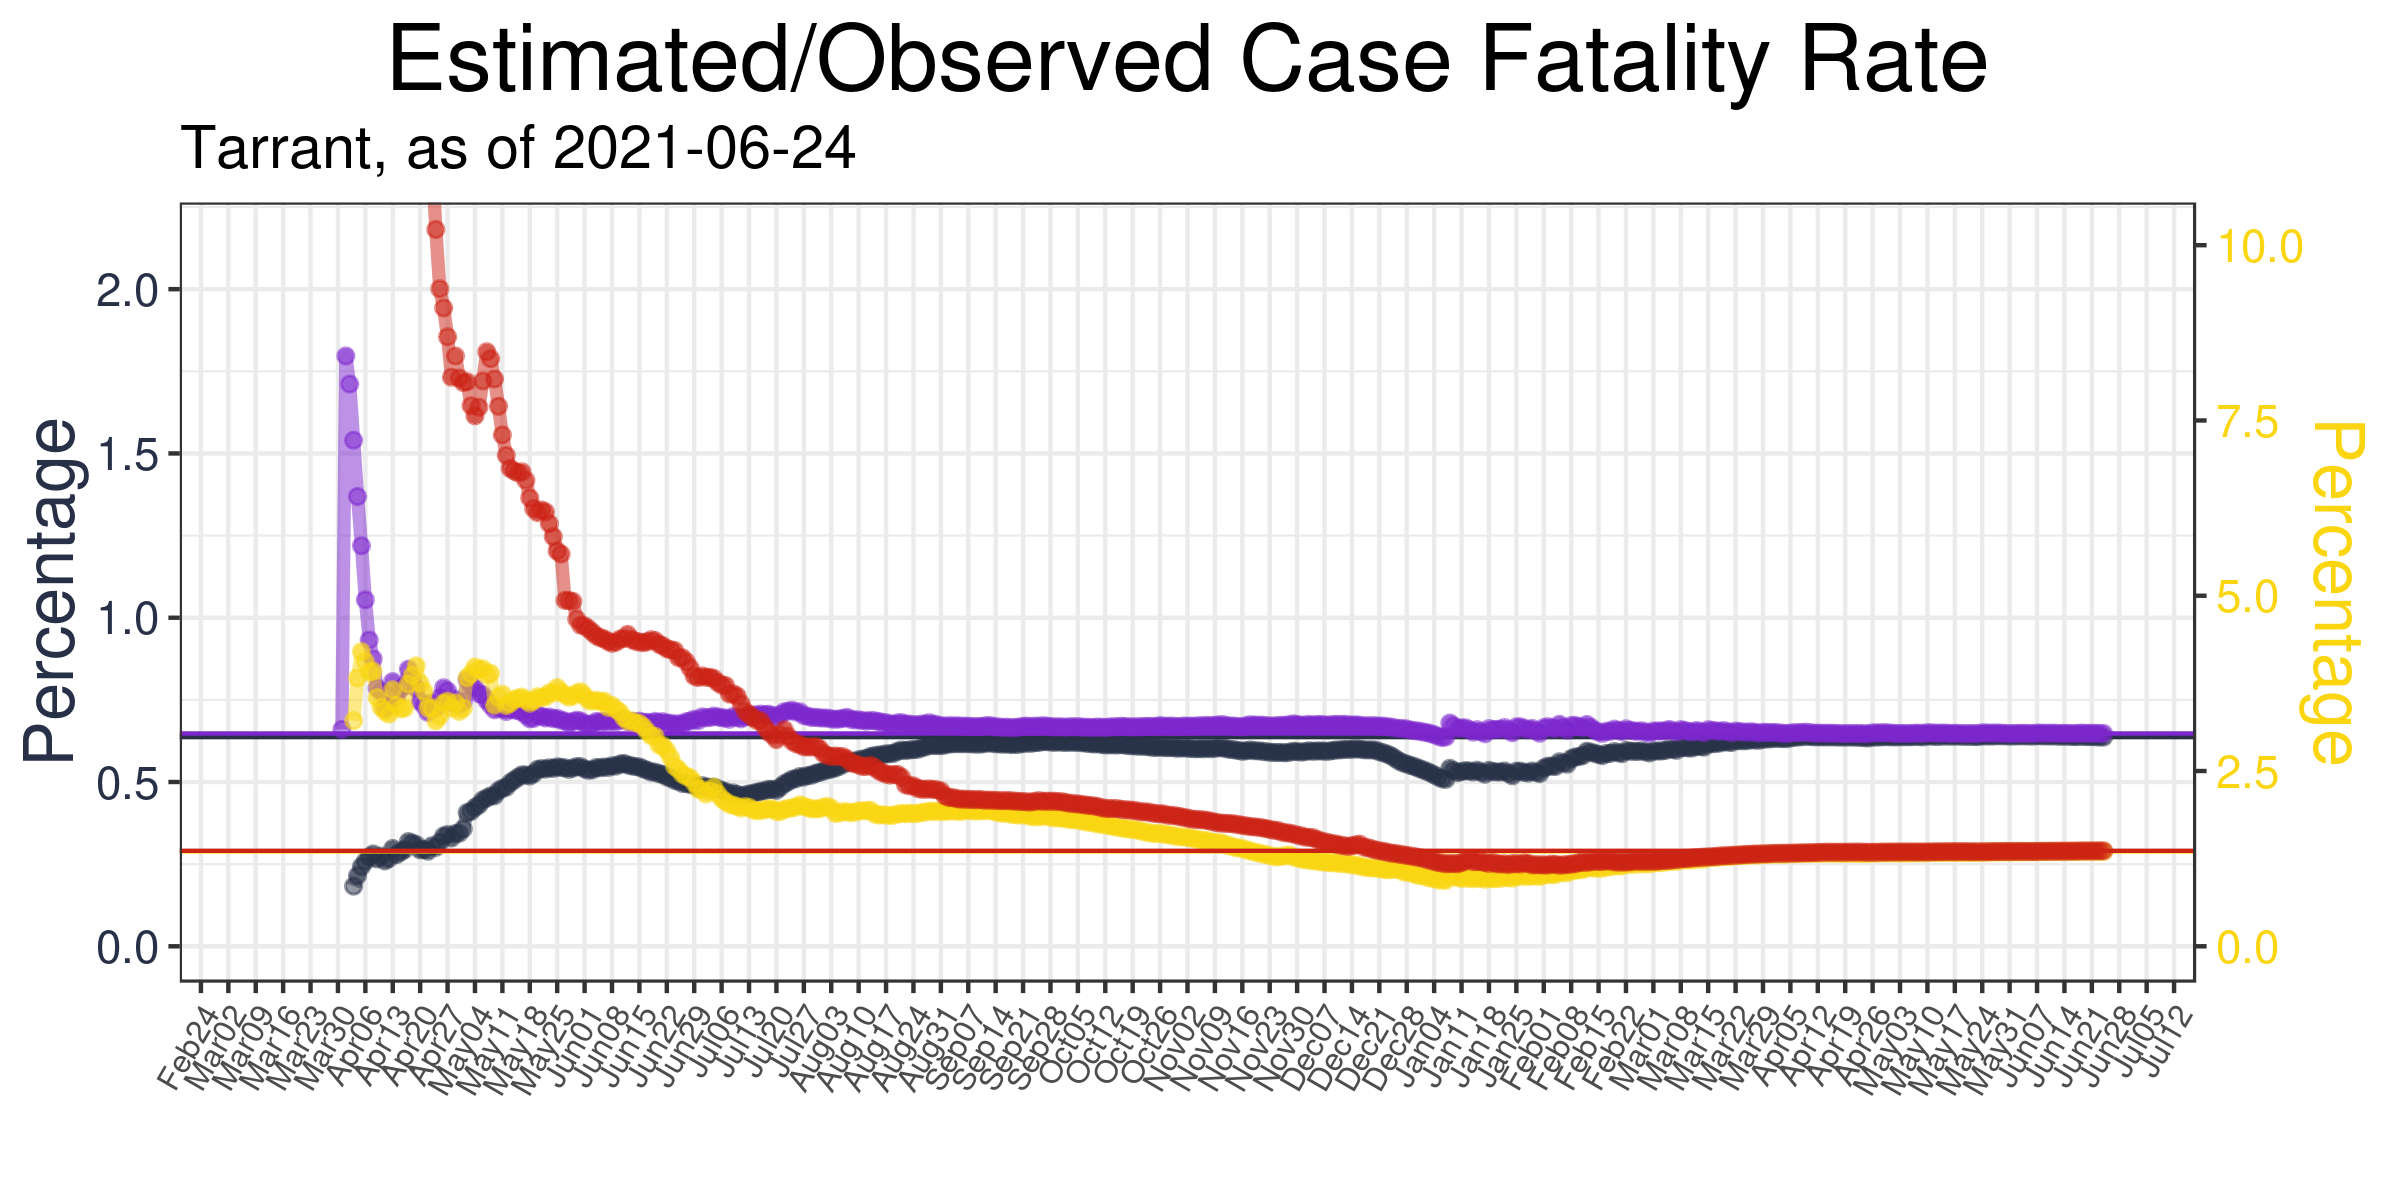 Estimated/Observed Case Fatality Rate
Tarrant, as of 2021-06-24
Percentage
2.0
1.5
1.0
0.5
0.0
10.0
7.5
5.0
2.5
0.0
Percentage
Feb24
Mar02
Mar09
Mar16
Mar23
Mar30
Apr06
Apr13
Apr20
Apr27
May04
May11
May18
May25
Jun01
Jun08
Jun15
Jun22
Jun29
Jul06
Jul13
Jul20
Jul27
Aug03
Aug10
Aug17
Aug24
Aug31
Sep07
Sep14
Sep21
Sep28
Oct05
Oct12
Oct19
Oct26
Nov02
Nov09
Nov16
Nov23
Nov30
Dec07
Dec14
Dec21
Dec28
Jan04
Jan11
Jan18
Jan25
Feb01
Feb08
Feb15
Feb22
Mar01
Mar08
Mar15
Mar22
Mar29
Apr05
Apr12
Apr19
Apr26
May03
May10
May17
May24
May31
Jun07
Jun14
Jun21
Jun28
Jul05
Jul12